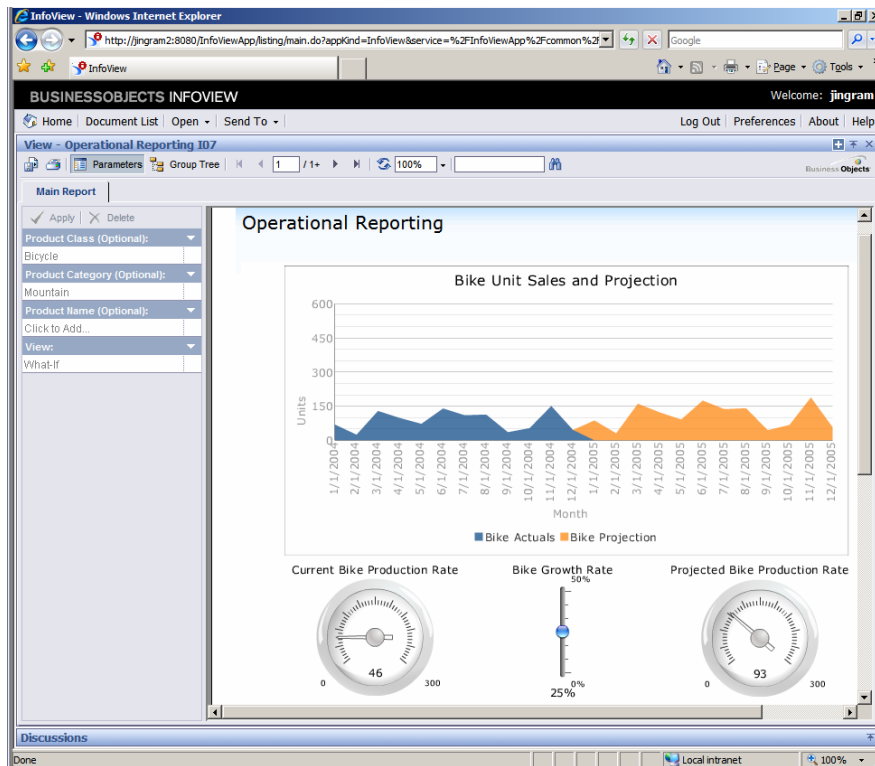 InfoView - Windows Internet Explorer
http://jingram2:8080/InfoViewApp/listing/main.do?appKind=InfoView&service=%2FInfoViewApp%2Fcommon%2F
Google
InfoView
Page
Tools
BUSINESSOBJECTS INFOVIEW
Welcome: jingram
Home Document List Open Send To
Log Out Preferences About Help
View - Operational Reporting I07
Parameters Group Tree 1 / 1+ 100%
Business Objects
Main Report
Apply Delete
Product Class (Optional):
Bicycle
Product Category (Optional):
Mountain
Product Name (Optional):
Click to Add...
View:
What-If
Operational Reporting
Bike Unit Sales and Projection
600
450
300
150
0
Units
1/1/2004 2/1/2004 3/1/2004 4/1/2004 5/1/2004 6/1/2004 7/1/2004 8/1/2004 9/1/2004 10/1/2004 11/1/2004 12/1/2004 1/1/2005 2/1/2005 3/1/2005 4/1/2005 5/1/2005 6/1/2005 7/1/2005 8/1/2005 9/1/2005 10/1/2005 11/1/2005 12/1/2005
Month
Bike Actuals Bike Projection
Current Bike Production Rate
46
0 300
Bike Growth Rate
50%
0%
25%
Projected Bike Production Rate
93
0 300
Discussions
Done
Local intranet
100%